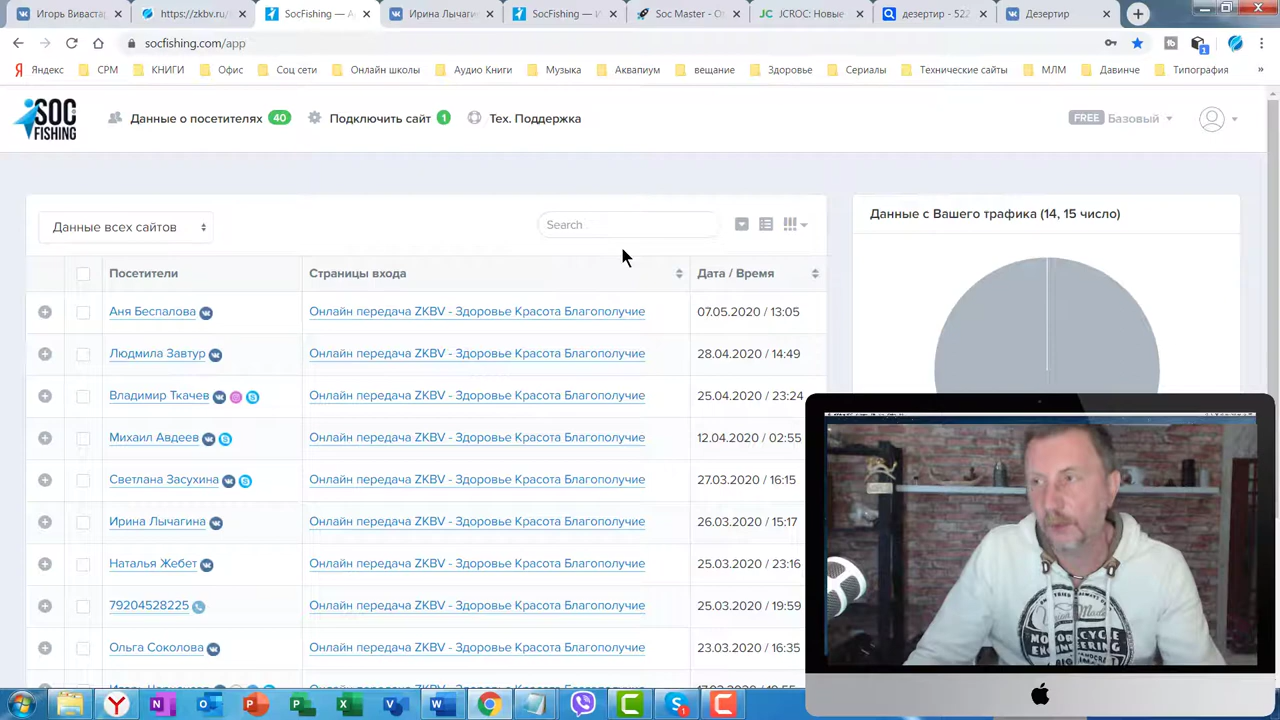 Игорь Вивастар
https://zkbv.ru/
SocFishing —
Ирина Лычагин
SocFishing — И
Soc Master - О
JCROC: Новые
дезертир - 522
Дезертир
socfishing.com/app
Яндекс
СРМ
КНИГИ
Офис
Соц сети
Онлайн школы
Аудио Книги
Музыка
Аквапиум
вещание
Здоровье
Сериалы
Технические сайты
МЛМ
Давинче
Типография
»
SOC FISHING
Данные о посетителях 40
Подключить сайт 1
Тех. Поддержка
FREE Базовый
Данные всех сайтов
Search
Данные с Вашего трафика (14, 15 число)
Посетители Страницы входа Дата / Время
Аня Беспалова Онлайн передача ZKBV - Здоровье Красота Благополучие 07.05.2020 / 13:05
Людмила Завтур Онлайн передача ZKBV - Здоровье Красота Благополучие 28.04.2020 / 14:49
Владимир Ткачев Онлайн передача ZKBV - Здоровье Красота Благополучие 25.04.2020 / 23:24
Михаил Авдеев Онлайн передача ZKBV - Здоровье Красота Благополучие 12.04.2020 / 02:55
Светлана Засухина Онлайн передача ZKBV - Здоровье Красота Благополучие 27.03.2020 / 16:15
Ирина Лычагина Онлайн передача ZKBV - Здоровье Красота Благополучие 26.03.2020 / 15:17
Наталья Жебет Онлайн передача ZKBV - Здоровье Красота Благополучие 25.03.2020 / 23:16
79204528225 Онлайн передача ZKBV - Здоровье Красота Благополучие 25.03.2020 / 19:59
Ольга Соколова Онлайн передача ZKBV - Здоровье Красота Благополучие 23.03.2020 / 16:35
MOTORCYCLE
ENGINEERING